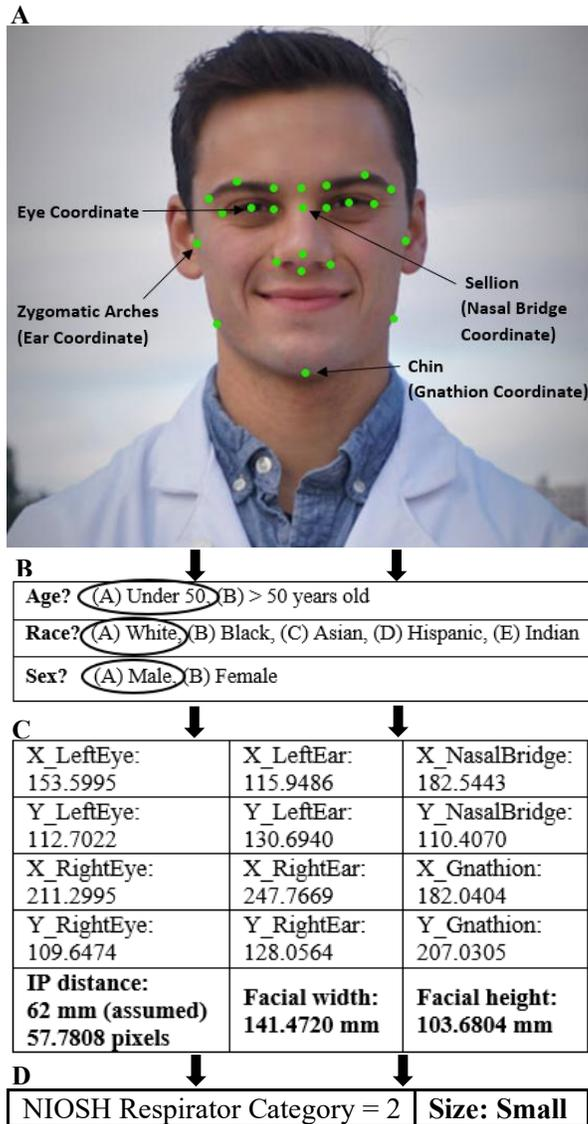 A
Eye Coordinate
Zygomatic Arches
(Ear Coordinate)
Sellion
(Nasal Bridge
Coordinate)
Chin
(Gnathion Coordinate)
B
Age? (A) Under 50, (B) > 50 years old
Race? (A) White, (B) Black, (C) Asian, (D) Hispanic, (E) Indian
Sex? (A) Male, (B) Female
C
X_LeftEye:
153.5995
X_LeftEar:
115.9486
X_NasalBridge:
182.5443
Y_LeftEye:
112.7022
Y_LeftEar:
130.6940
Y_NasalBridge:
110.4070
X_RightEye:
211.2995
X_RightEar:
247.7669
X_Gnathion:
182.0404
Y_RightEye:
109.6474
Y_RightEar:
128.0564
Y_Gnathion:
207.0305
IP distance:
62 mm (assumed)
57.7808 pixels
Facial width:
141.4720 mm
Facial height:
103.6804 mm
D
NIOSH Respirator Category = 2
Size: Small